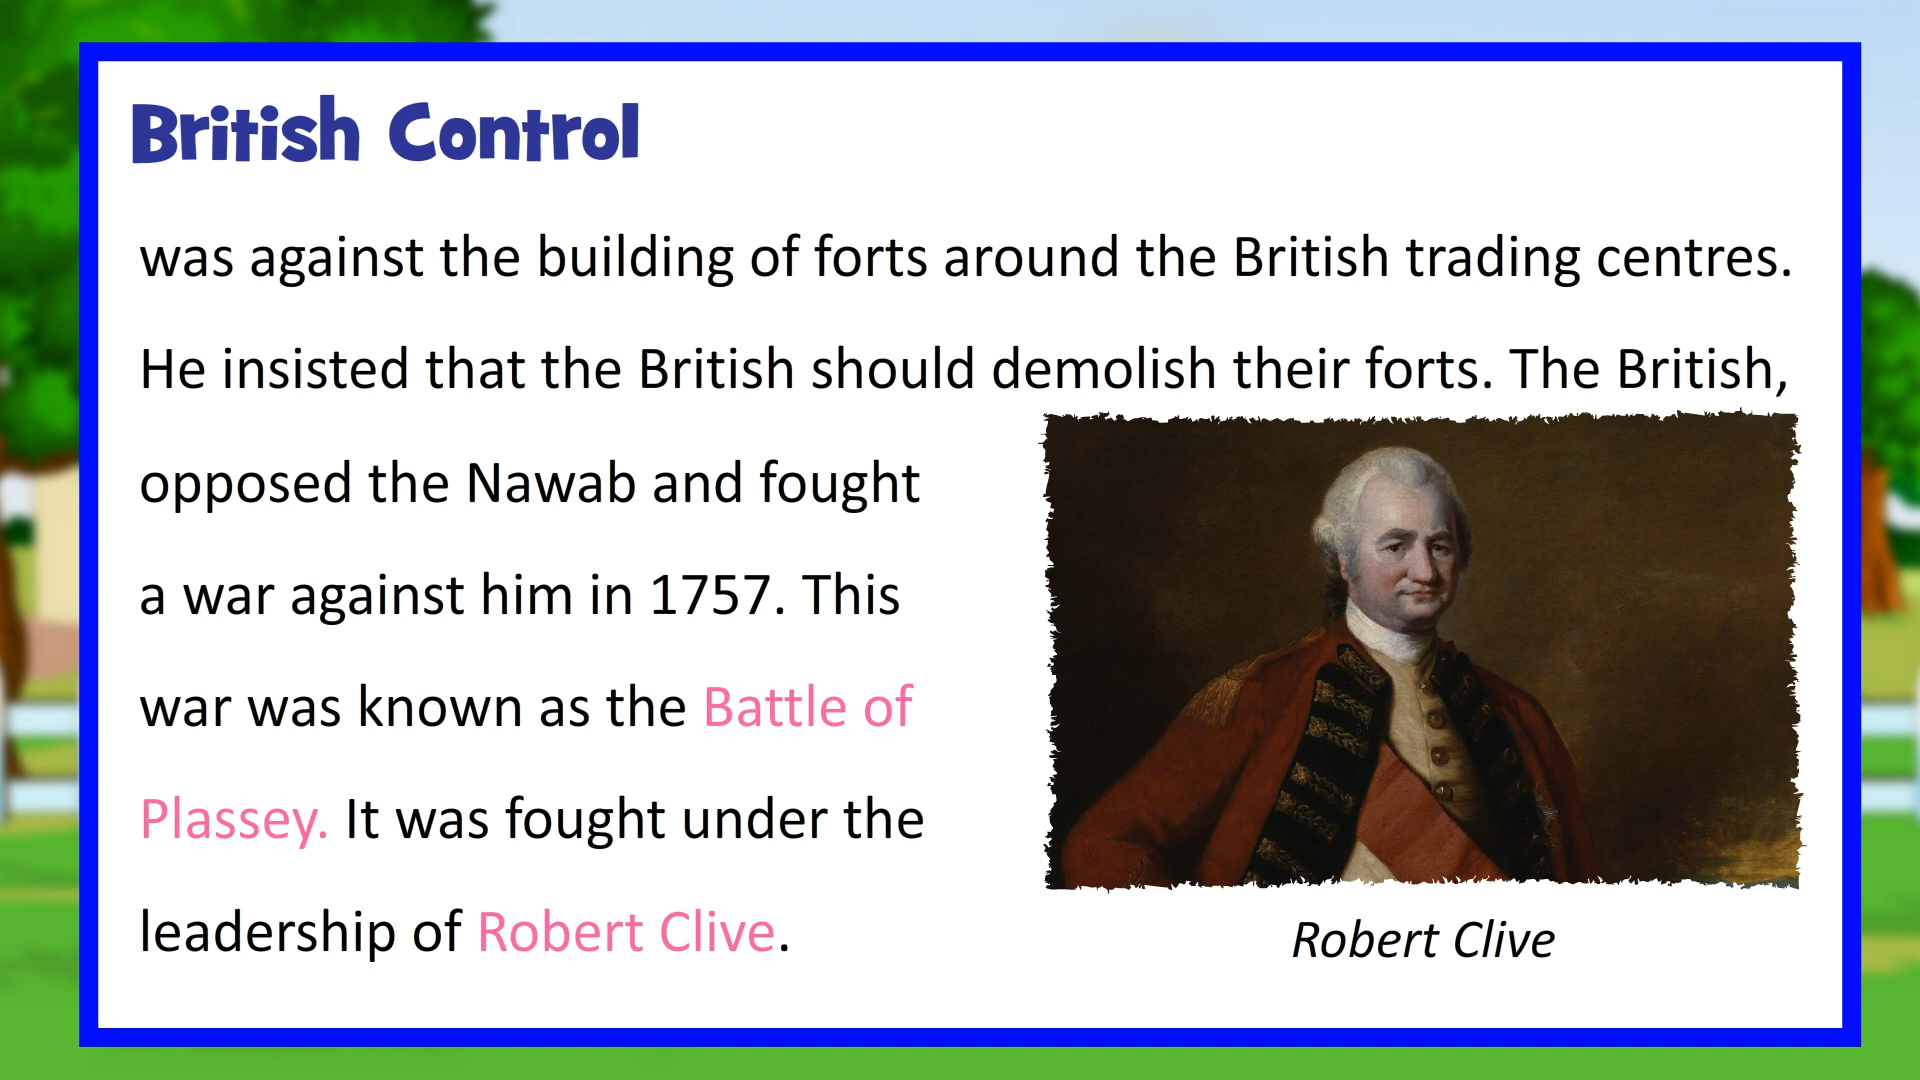 British Control
was against the building of forts around the British trading centres.
He insisted that the British should demolish their forts. The British,
opposed the Nawab and fought
a war against him in 1757. This
war was known as the Battle of
Plassey. It was fought under the
leadership of Robert Clive.
Robert Clive